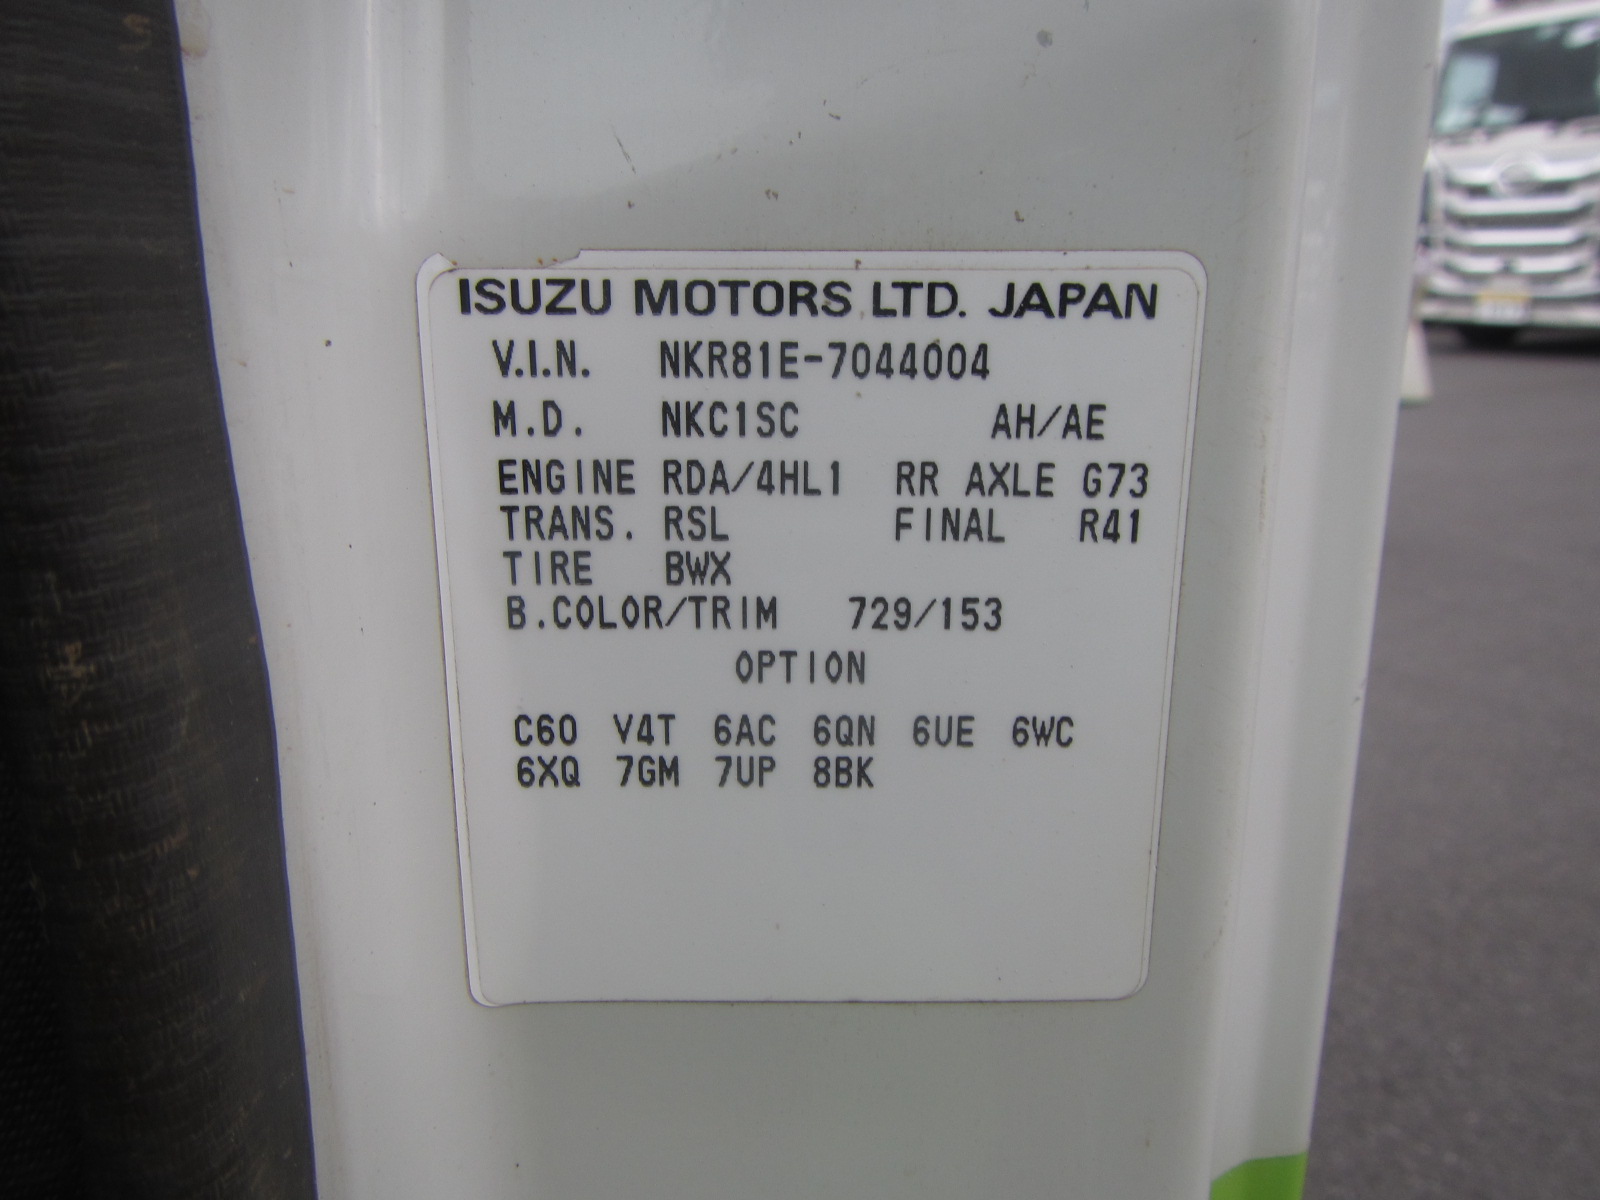 ISUZU MOTORS LTD. JAPAN
V.I.N. NKR81E-7044004
M.D. NKC1SC AH/AE
ENGINE RDA/4HL1 RR AXLE G73
TRANS. RSL FINAL R41
TIRE BWX
B.COLOR/TRIM 729/153
OPTION
C60 V4T 6AC 6QN 6UE 6WC
6XQ 7GM 7UP 8BK